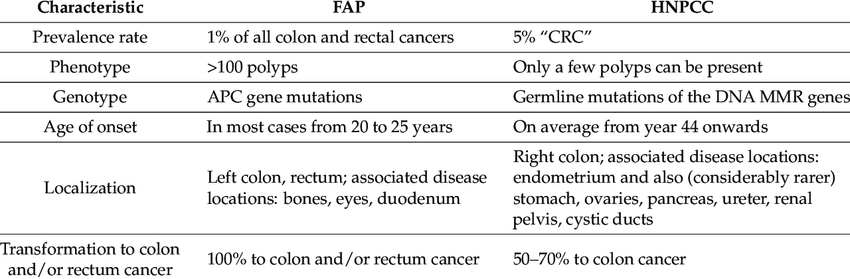 Characteristic FAP HNPCC
Prevalence rate 1% of all colon and rectal cancers 5% “CRC”
Phenotype >100 polyps Only a few polyps can be present
Genotype APC gene mutations Germline mutations of the DNA MMR genes
Age of onset In most cases from 20 to 25 years On average from year 44 onwards
Localization
Left colon, rectum; associated disease
locations: bones, eyes, duodenum
Right colon; associated disease locations:
endometrium and also (considerably rarer)
stomach, ovaries, pancreas, ureter, renal
pelvis, cystic ducts
Transformation to colon
and/or rectum cancer
100% to colon and/or rectum cancer
50–70% to colon cancer